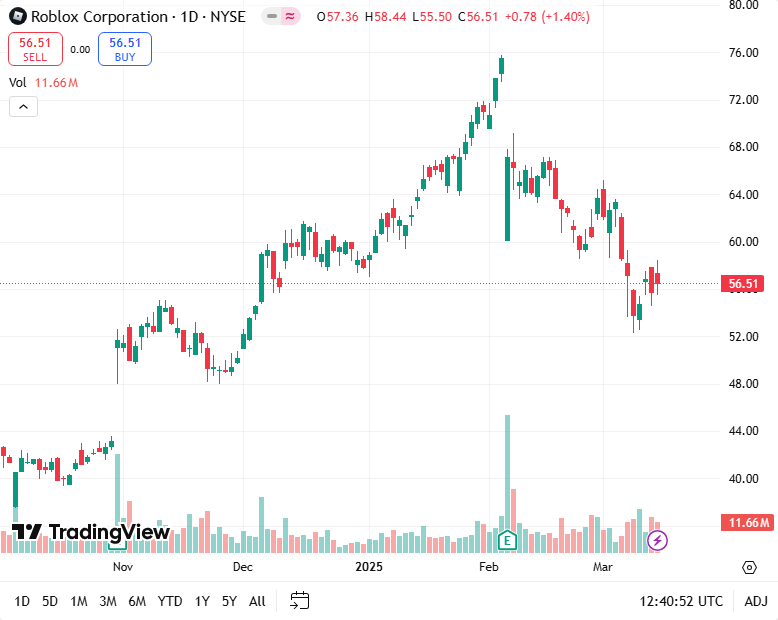 Roblox Corporation · 1D · NYSE O57.36 H58.44 L55.50 C56.51 +0.78 (+1.40%)
56.51 SELL 0.00 56.51 BUY
Vol 11.66M
80.00
76.00
72.00
68.00
64.00
60.00
56.51
52.00
48.00
44.00
40.00
11.66M
TradingView
E
Nov Dec 2025 Feb Mar
1D 5D 1M 3M 6M YTD 1Y 5Y All 12:40:52 UTC ADJ